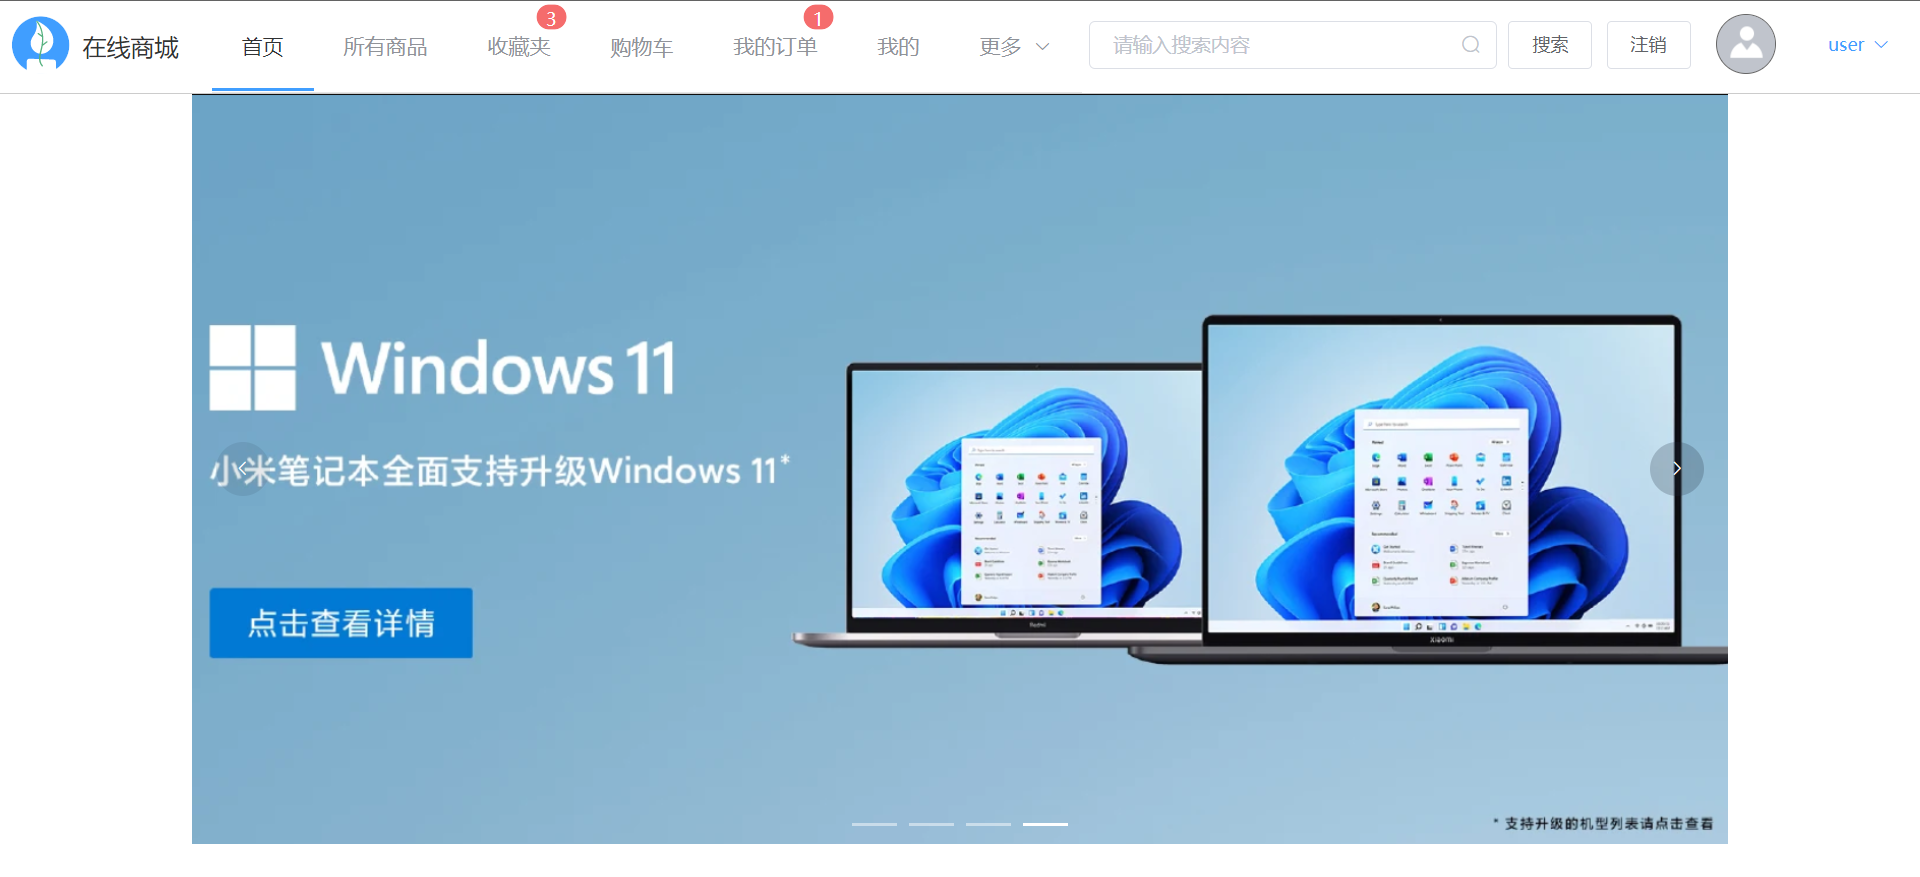 在线商城
首页
所有商品
收藏夹
3
购物车
我的订单
1
我的
更多
请输入搜索内容
搜索
注销
user
Windows 11
小米笔记本全面支持升级Windows 11*
点击查看详情
Redmi
xiaomi
* 支持升级的机型列表请点击查看